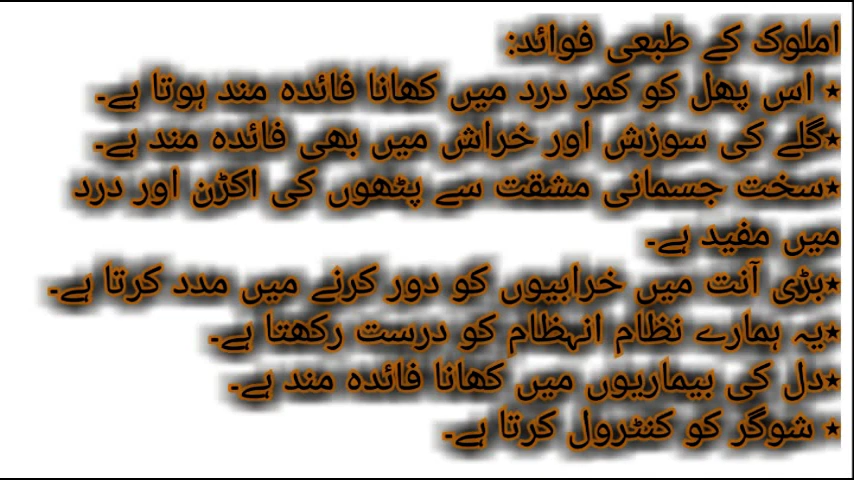 املوک کے طبعی فوائد:
٭ اس پھل کو کمر درد میں کھانا فائدہ مند ہوتا ہے۔
٭گلے کی سوزش اور خراش میں بھی فائدہ مند ہے۔
٭سخت جسمانی مشقت سے پٹھوں کی اکڑن اور درد
میں مفید ہے۔
٭بڑی آنت میں خرابیوں کو دور کرنے میں مدد کرتا ہے۔
٭یہ ہمارے نظامِ انہظام کو درست رکھتا ہے۔
٭دل کی بیماریوں میں کھانا فائدہ مند ہے۔
٭ شوگر کو کنٹرول کرتا ہے۔